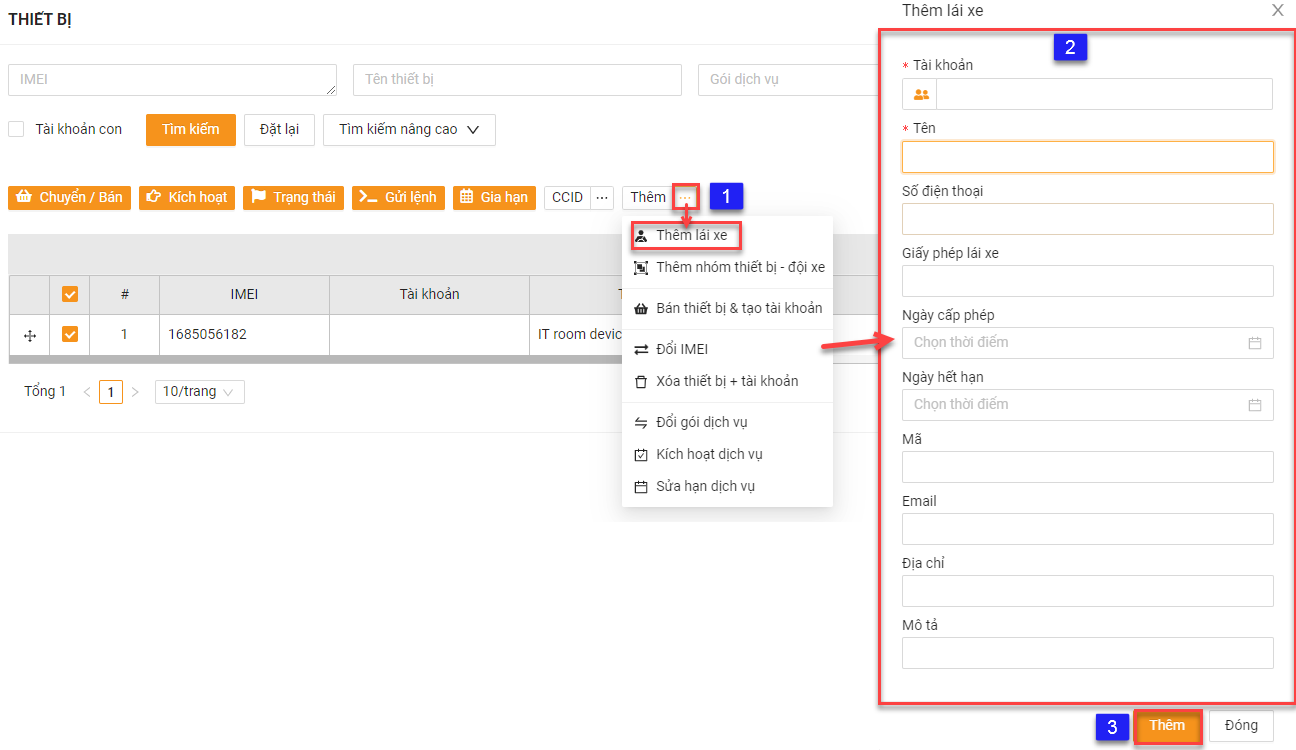 THIẾT BỊ
IMEI
Tên thiết bị
Gói dịch vụ
Tài khoản con
Tìm kiếm
Đặt lại
Tìm kiếm nâng cao
Chuyển / Bán
Kích hoạt
Trạng thái
Gửi lệnh
Gia hạn
CCID
...
Thêm
...
1
Thêm lái xe
Thêm nhóm thiết bị - đội xe
Bán thiết bị & tạo tài khoản
Đổi IMEI
Xóa thiết bị + tài khoản
Đổi gói dịch vụ
Kích hoạt dịch vụ
Sửa hạn dịch vụ
# IMEI Tài khoản
1 1685056182 IT room devic
Tổng 1 < 1 > 10/trang
Thêm lái xe
2
* Tài khoản
* Tên
Số điện thoại
Giấy phép lái xe
Ngày cấp phép
Chọn thời điểm
Ngày hết hạn
Chọn thời điểm
Mã
Email
Địa chỉ
Mô tả
3
Thêm
Đóng